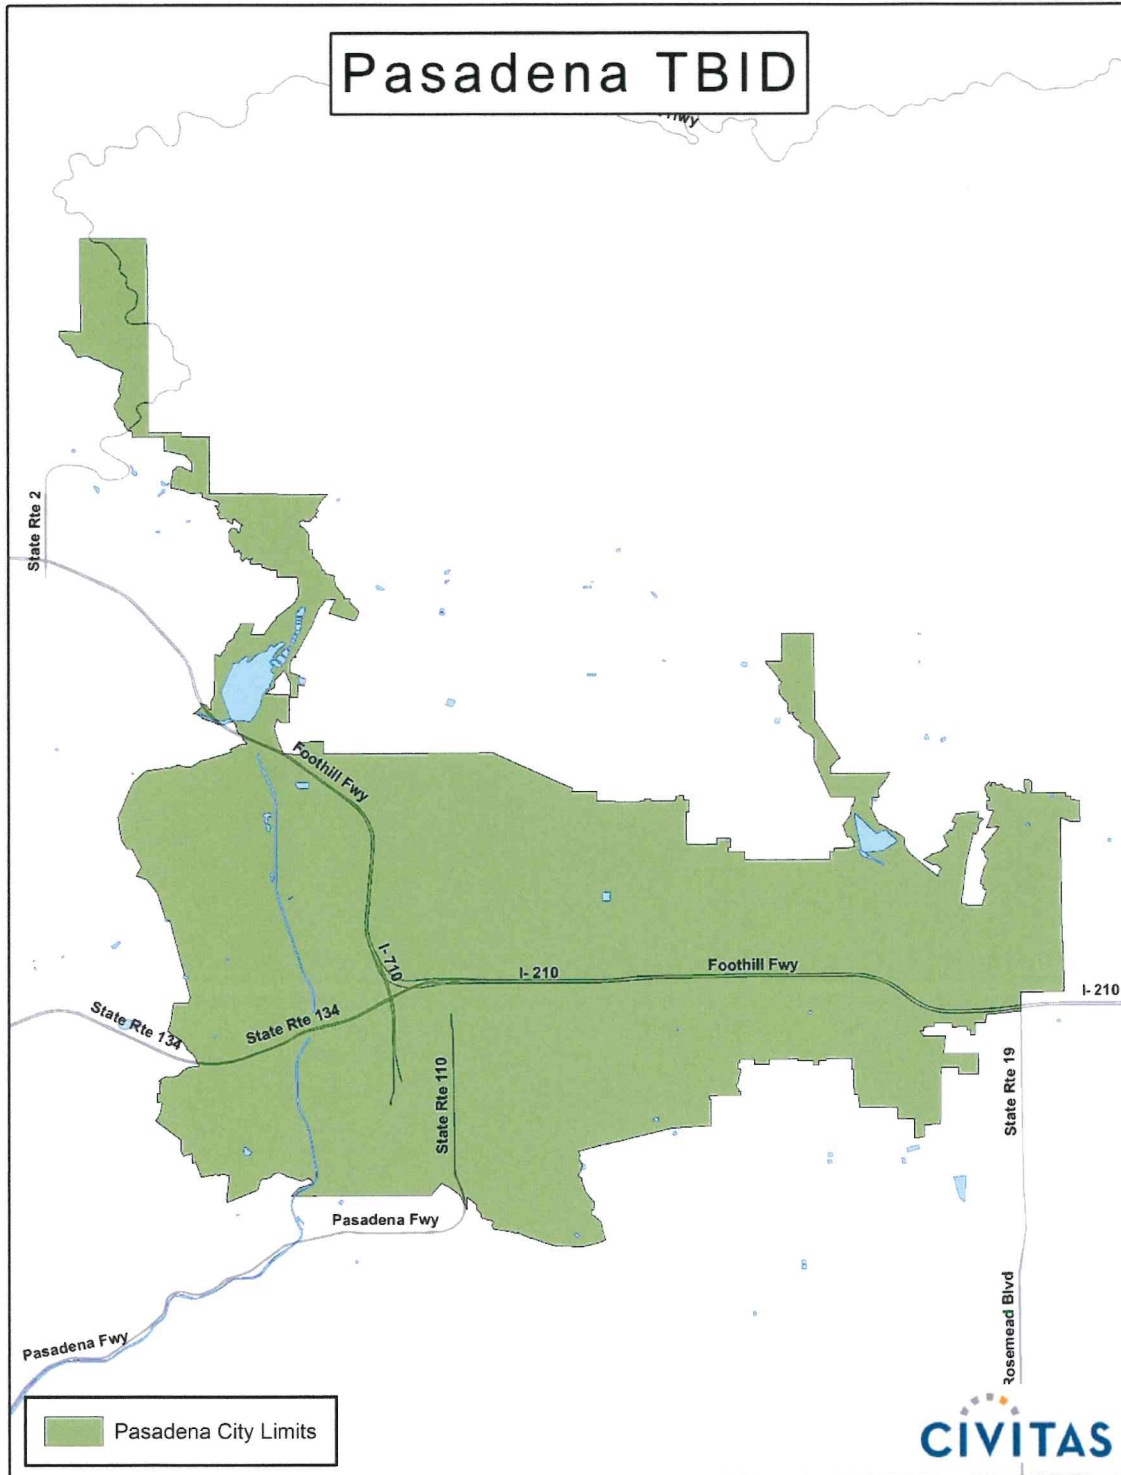 Pasadena TBID
Hwy
State Rte 2
Foothill Fwy
I- 710
I- 210
Foothill Fwy
I- 210
State Rte 134
State Rte 134
State Rte 110
State Rte 19
Pasadena Fwy
Rosemead Blvd
Pasadena Fwy
Pasadena City Limits
CIVITAS